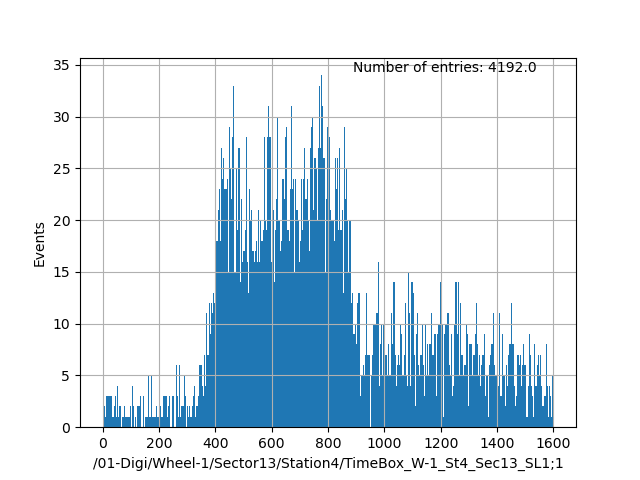 Number of entries: 4192.0
35
30
25
20
15
10
5
0
Events
0 200 400 600 800 1000 1200 1400 1600
/01-Digi/Wheel-1/Sector13/Station4/TimeBox_W-1_St4_Sec13_SL1;1